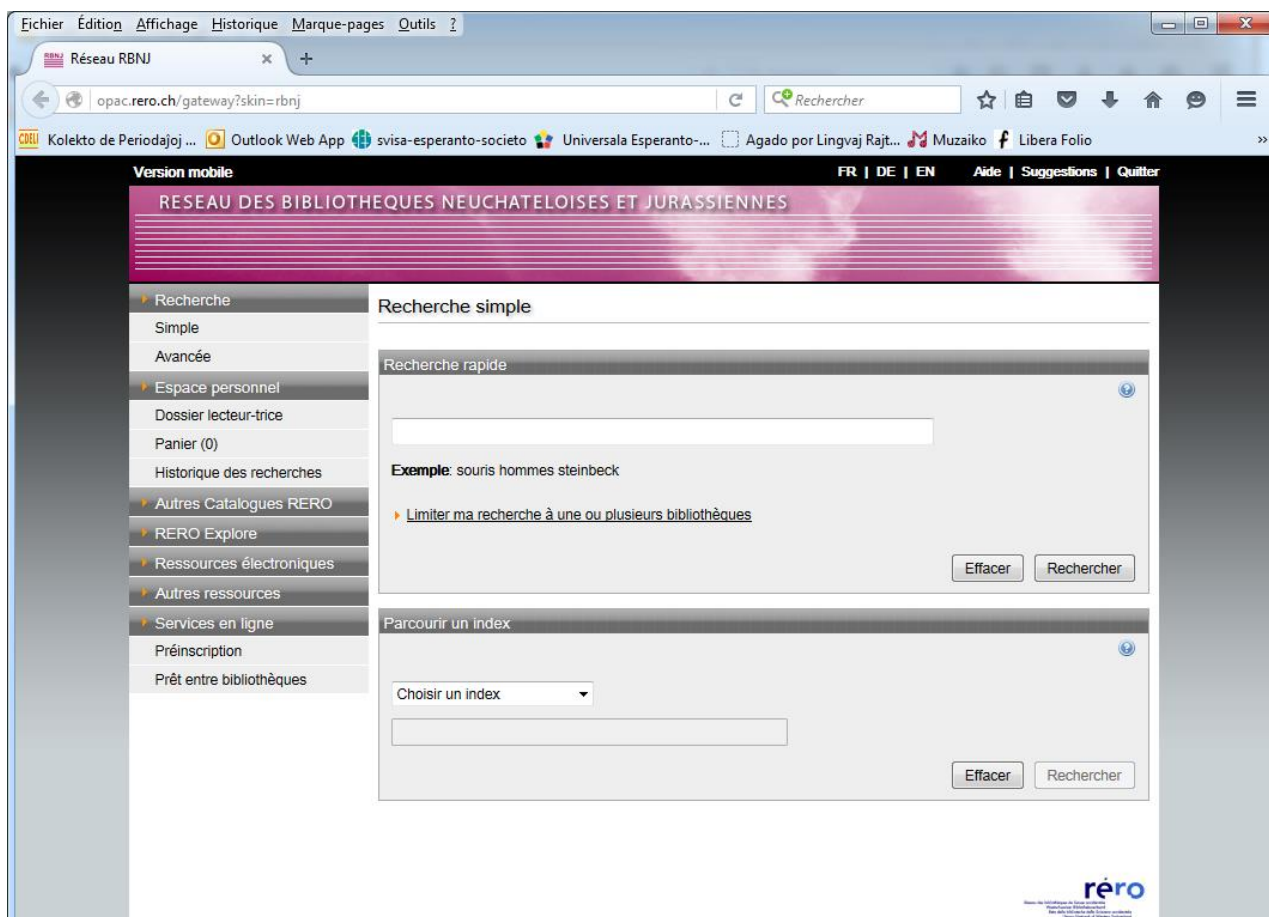 Fichier Édition Affichage Historique Marque-pages Outils ?
RBNJ Réseau RBNJ
opac.rero.ch/gateway?skin=rbnj Rechercher
CDELI Kolekto de Periodaĵoj ... Outlook Web App svisa-esperanto-societo Universala Esperanto-... Agado por Lingvaj Rajt... Muzaiko f Libera Folio »
Version mobile FR | DE | EN Aide | Suggestions | Quitter
RESEAU DES BIBLIOTHEQUES NEUCHATELOISES ET JURASSIENNES
Recherche
Simple
Avancée
Espace personnel
Dossier lecteur-trice
Panier (0)
Historique des recherches
Autres Catalogues RERO
RERO Explore
Ressources électroniques
Autres ressources
Services en ligne
Préinscription
Prêt entre bibliothèques
Recherche simple
Recherche rapide
Exemple: souris hommes steinbeck
Limiter ma recherche à une ou plusieurs bibliothèques
Effacer Rechercher
Parcourir un index
Choisir un index
Effacer Rechercher
réro